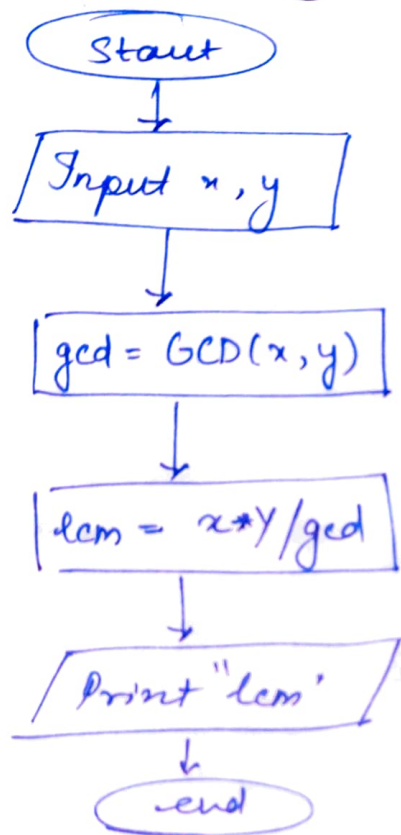 Start
Input x, y
gcd = GCD(x, y)
lcm = x*Y/gcd
Print "lcm"
end